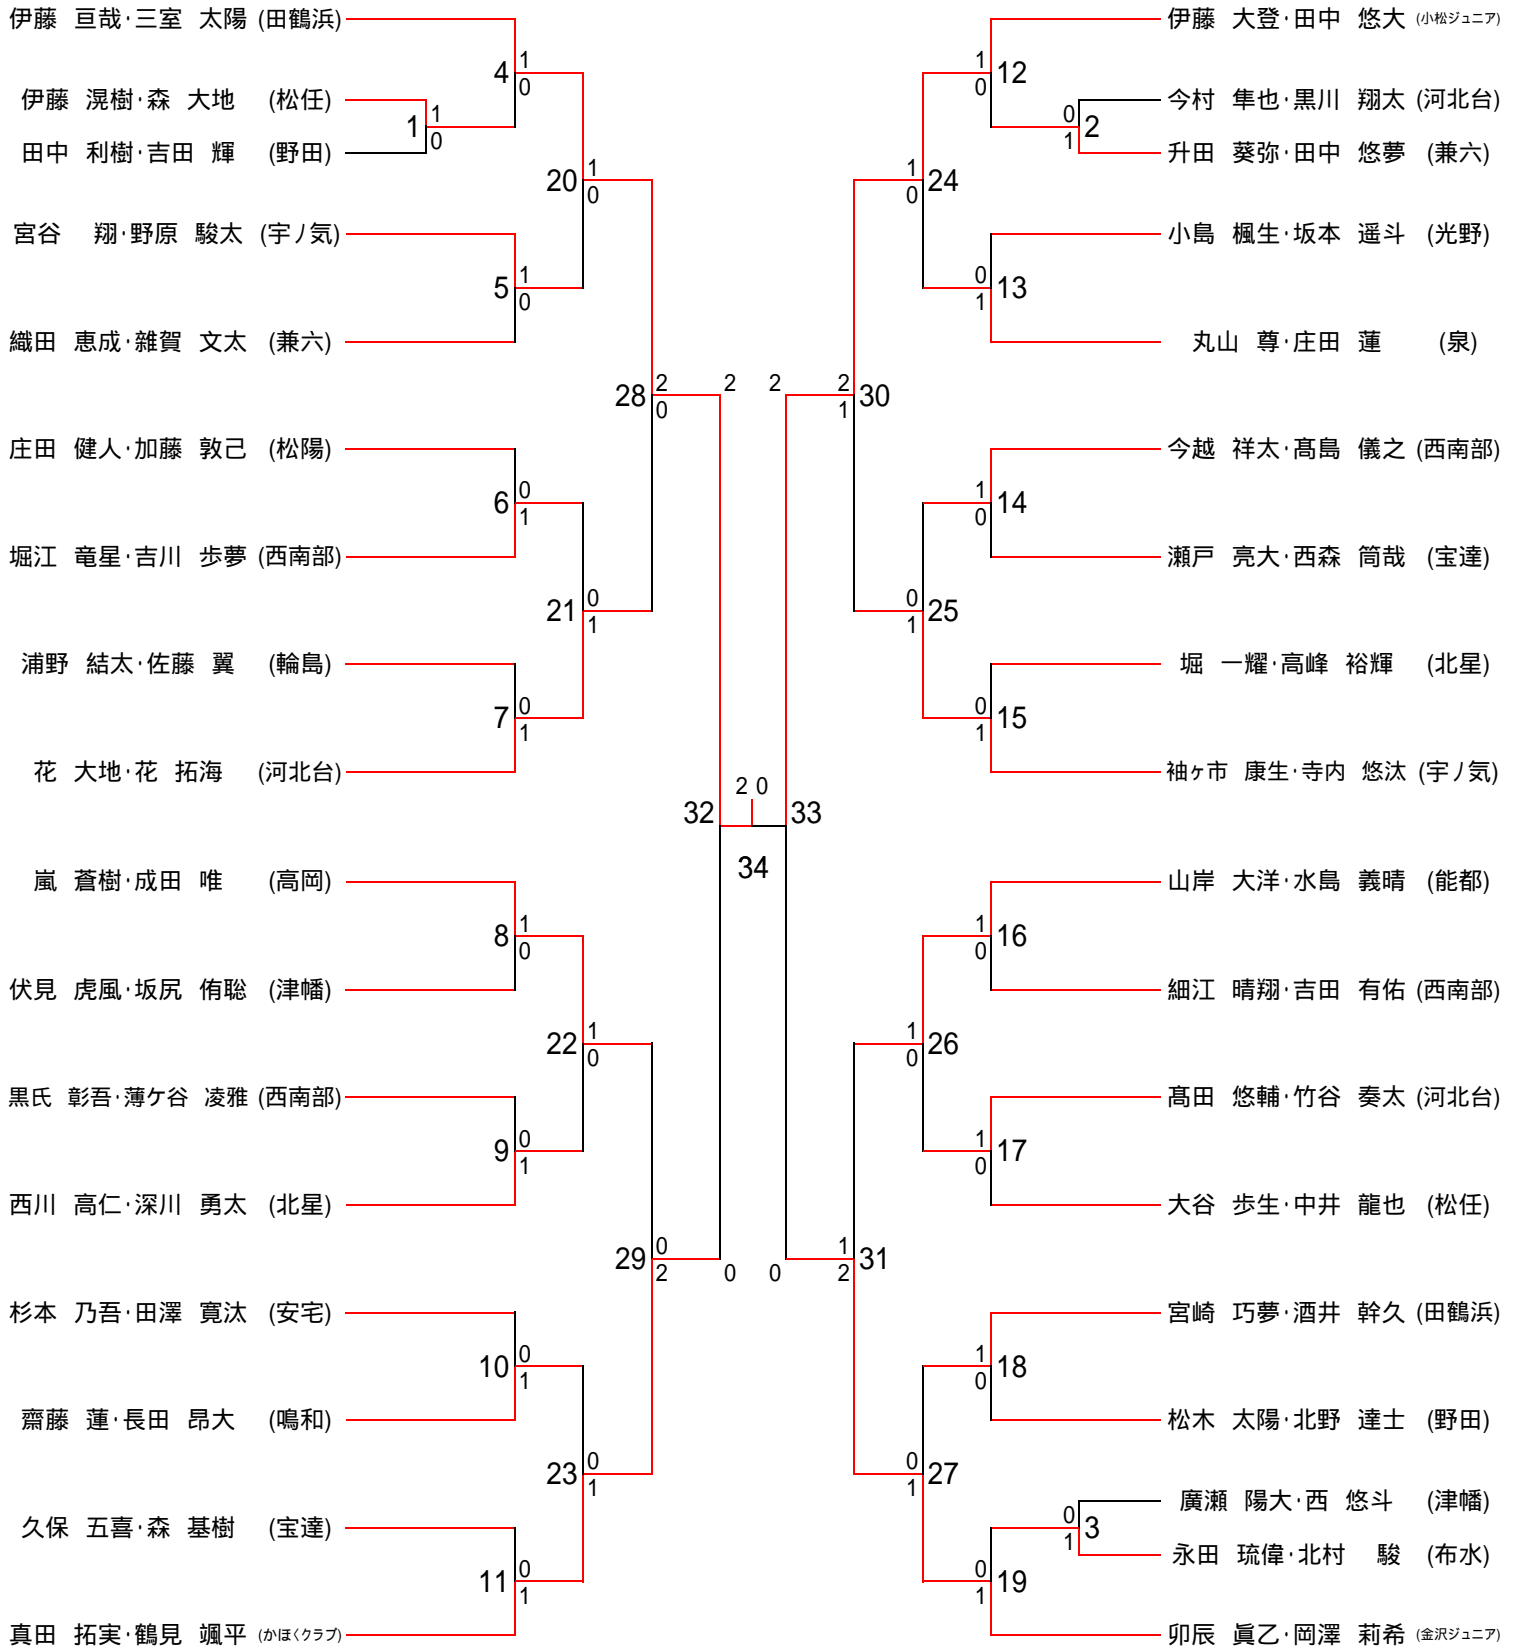 伊藤 亘哉·三室 太陽 (田鶴浜)
1
4
0
伊藤 滉樹·森 大地 (松任)
1
1
0
田中 利樹·吉田 輝 (野田)
1
20
0
宮谷 翔·野原 駿太 (宇ノ気)
1
5
0
織田 恵成·雑賀 文太 (兼六)
2
28
0
2
庄田 健人·加藤 敦己 (松陽)
0
6
1
堀江 竜星·吉川 歩夢 (西南部)
0
21
1
浦野 結太·佐藤 翼 (輪島)
0
7
1
花 大地·花 拓海 (河北台)
32
嵐 蒼樹·成田 唯 (高岡)
1
8
0
伏見 虎風·坂尻 侑聡 (津幡)
1
22
0
黒氏 彰吾·薄ケ谷 凌雅 (西南部)
0
9
1
西川 高仁·深川 勇太 (北星)
0
29
2
0
杉本 乃吾·田澤 寛汰 (安宅)
0
10
1
齋藤 蓮·長田 昂大 (鳴和)
0
23
1
久保 五喜·森 基樹 (宝達)
0
11
1
真田 拓実·鶴見 颯平 (かほくクラブ)
2 0
34
伊藤 大登·田中 悠大 (小松ジュニア)
1
12
0
今村 隼也·黒川 翔太 (河北台)
0
2
1
升田 葵弥·田中 悠夢 (兼六)
1
24
0
小島 楓生·坂本 遥斗 (光野)
0
13
1
丸山 尊·庄田 蓮 (泉)
2
2
30
1
今越 祥太·髙島 儀之 (西南部)
1
14
0
瀬戸 亮大·西森 筒哉 (宝達)
0
25
1
堀 一耀·高峰 裕輝 (北星)
0
15
1
袖ヶ市 康生·寺内 悠汰 (宇ノ気)
33
山岸 大洋·水島 義晴 (能都)
1
16
0
細江 晴翔·吉田 有佑 (西南部)
1
26
0
髙田 悠輔·竹谷 奏太 (河北台)
1
17
0
大谷 歩生·中井 龍也 (松任)
0
1
31
2
宮崎 巧夢·酒井 幹久 (田鶴浜)
1
18
0
松木 太陽·北野 達士 (野田)
0
27
1
廣瀬 陽大·西 悠斗 (津幡)
0
3
1
永田 琉偉·北村 駿 (布水)
0
19
1
卯辰 眞乙·岡澤 莉希 (金沢ジュニア)